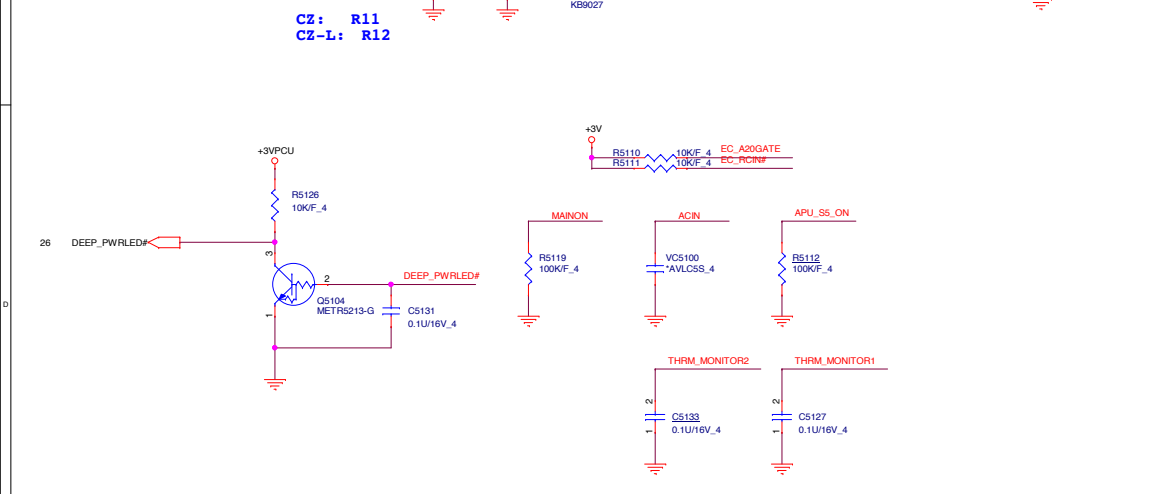 KB9027
CZ: R11
CZ-L: R12
+3VPCU
R5126
10K/F_4
26 DEEP_PWRLED#
3
2
DEEP_PWRLED#
Q5104
METR5213-G
1
C5131
0.1U/16V_4
+3V
R5110 10K/F_4 EC_A20GATE
R5111 10K/F_4 EC_RCIN#
MAINON
R5119
100K/F_4
ACIN
VC5100
*AVLC5S_4
APU_S5_ON
R5112
100K/F_4
D
THRM_MONITOR2
2
C5133
0.1U/16V_4
1
THRM_MONITOR1
2
C5127
0.1U/16V_4
1